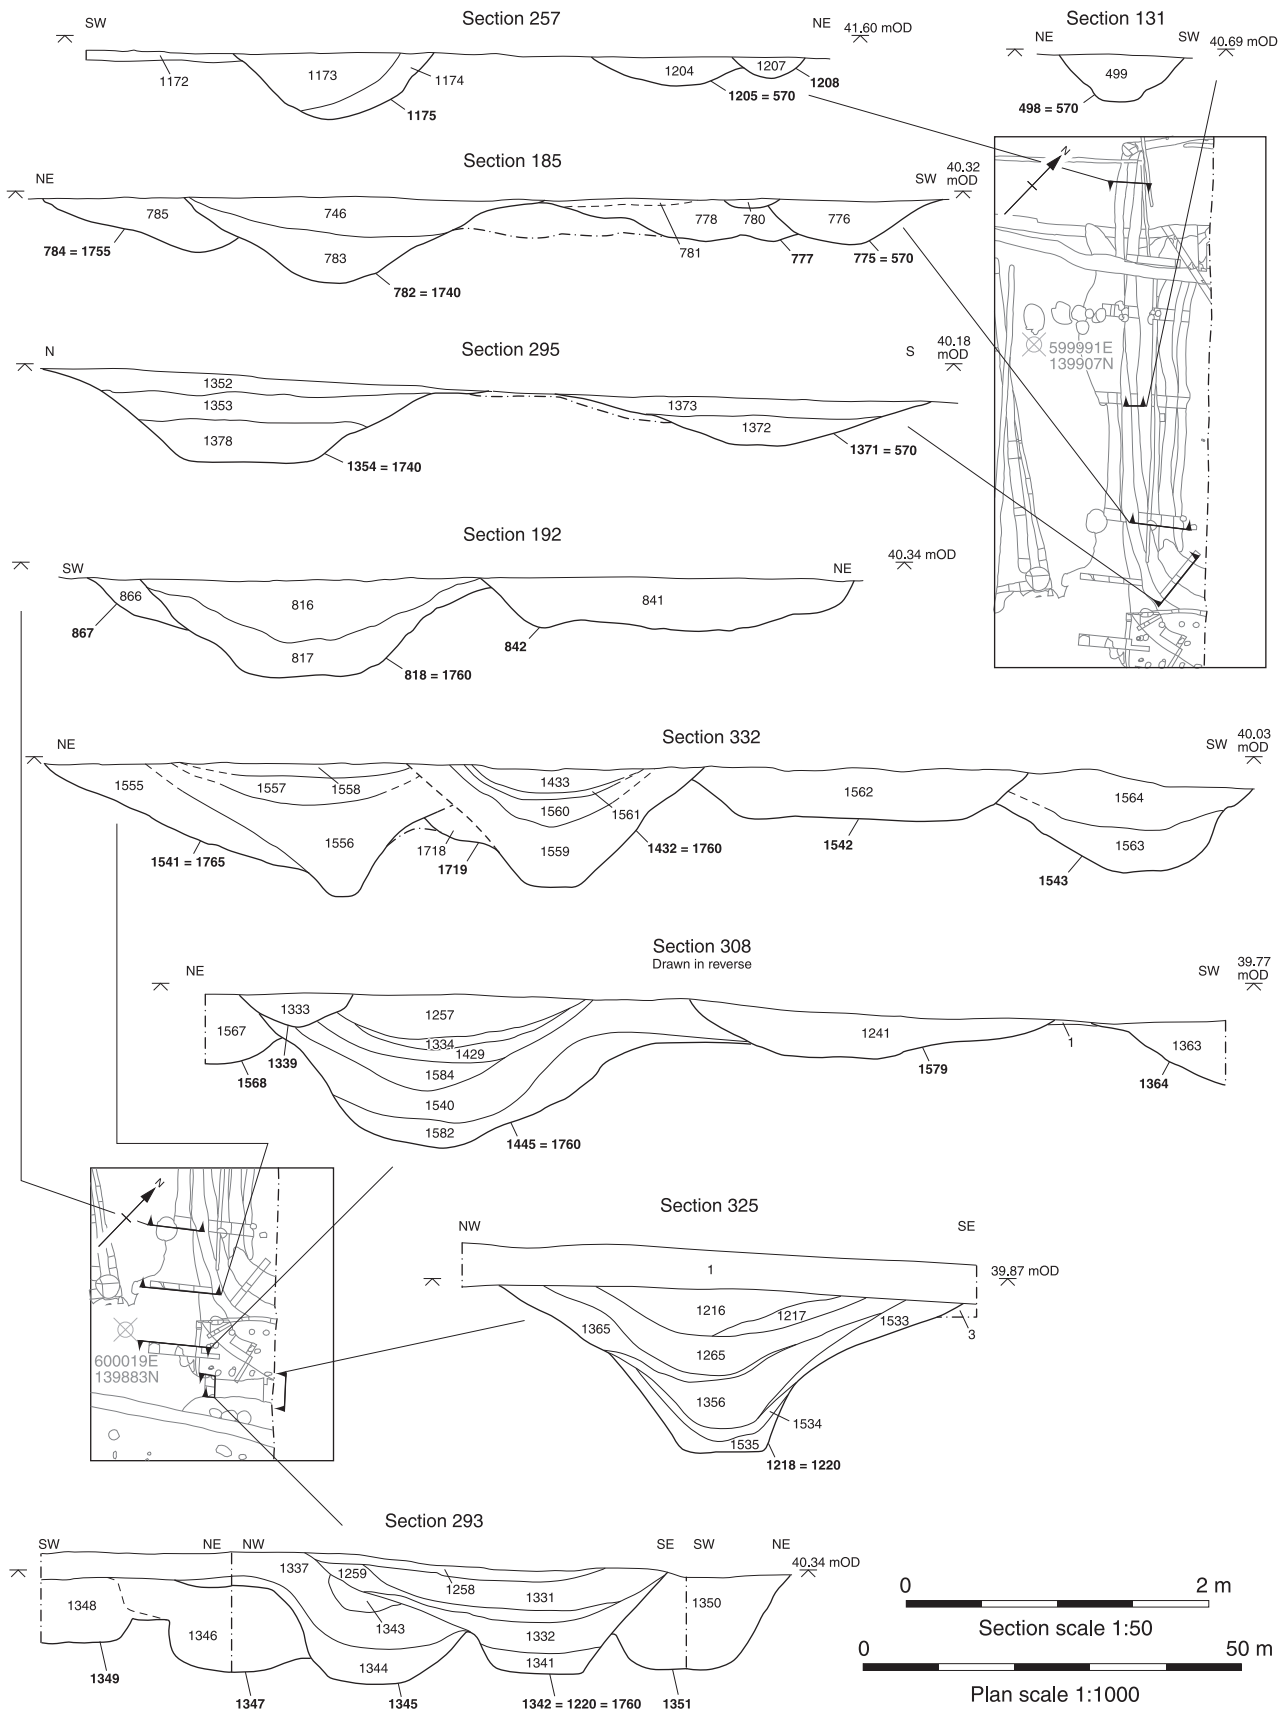 Section 257
SW
NE
41.60 mOD
1172
1173
1174
1175
1204
1207
1208
1205 = 570
Section 131
NE
SW
40.69 mOD
499
498 = 570
Section 185
NE
SW
40.32
mOD
785
746
783
784 = 1755
782 = 1740
781
778
780
776
777
775 = 570
N
599991E
139907N
Section 295
N
S
40.18
mOD
1352
1353
1378
1354 = 1740
1373
1372
1371 = 570
Section 192
SW
NE
40.34 mOD
866
816
841
867
817
818 = 1760
842
Section 332
NE
SW
40.03
mOD
1555
1557
1558
1433
1560
1561
1562
1564
1556
1718
1559
1563
1541 = 1765
1719
1432 = 1760
1542
1543
Section 308
Drawn in reverse
NE
SW
39.77
mOD
1567
1333
1257
1334
1429
1241
1
1363
1568
1339
1584
1579
1364
1540
1582
1445 = 1760
N
600019E
139883N
Section 325
NW
SE
39.87 mOD
1
1216
1217
1365
1533
3
1265
1356
1534
1535
1218 = 1220
Section 293
SW
NE
NW
SE
SW
NE
40.34 mOD
1337
1259
1258
1331
1348
1350
1346
1343
1332
1344
1341
1349
1347
1345
1342 = 1220 = 1760
1351
0
2 m
Section scale 1:50
0
50 m
Plan scale 1:1000